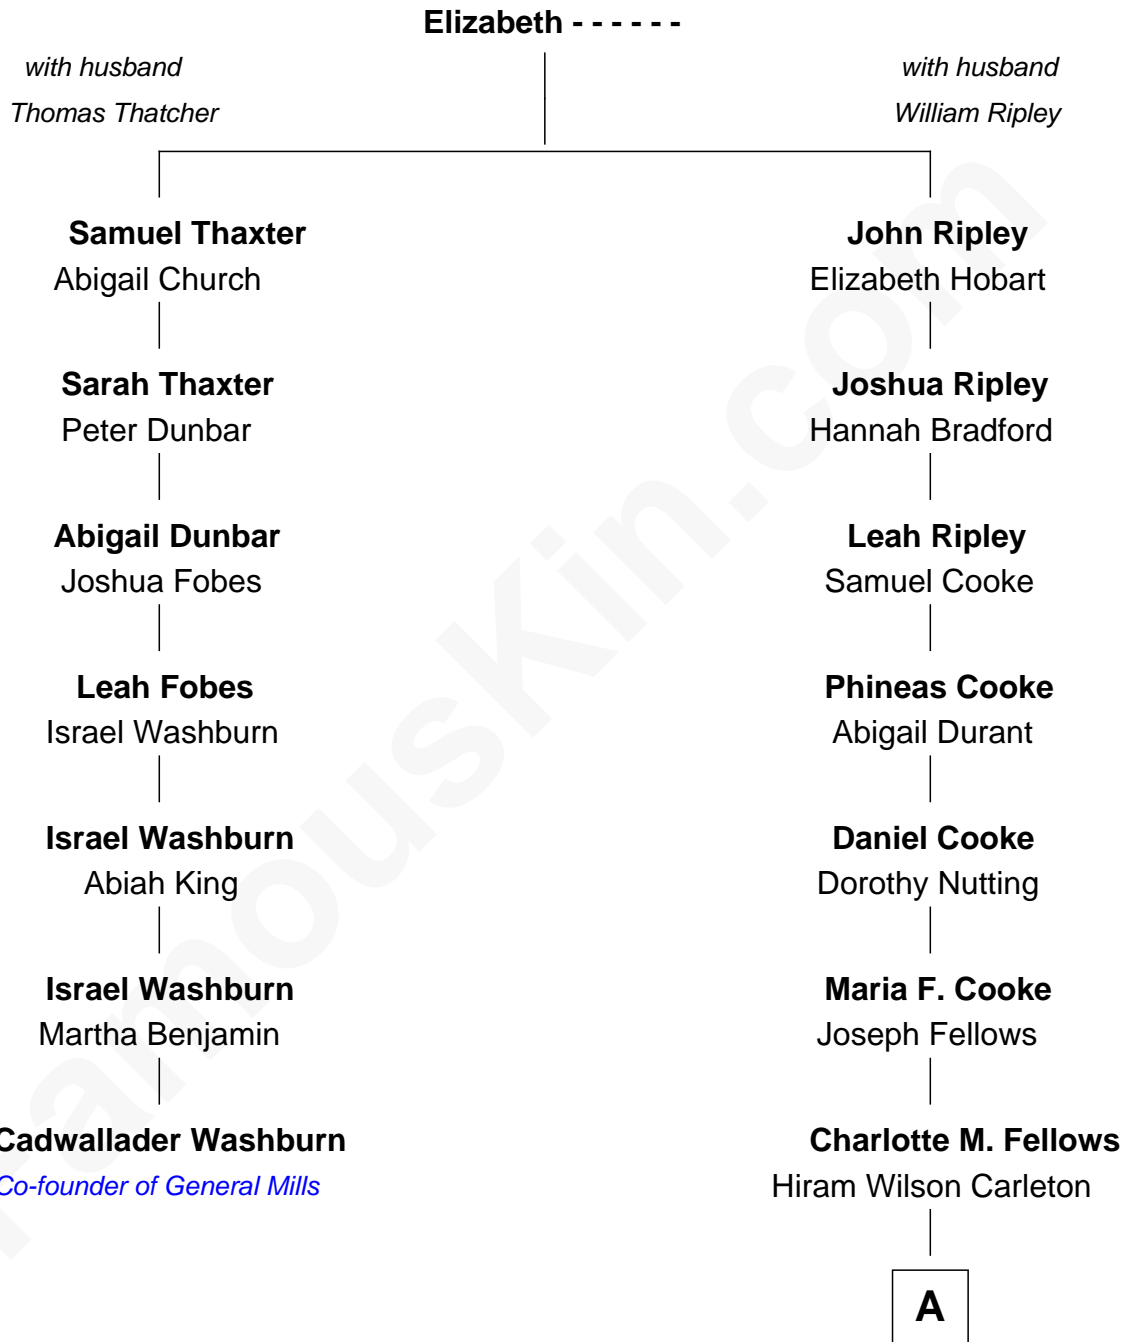 Elizabeth - - - - - -
with husband
Thomas Thatcher
with husband
William Ripley
Samuel Thaxter
Abigail Church
John Ripley
Elizabeth Hobart
Sarah Thaxter
Peter Dunbar
Joshua Ripley
Hannah Bradford
Abigail Dunbar
Joshua Fobes
Leah Ripley
Samuel Cooke
Leah Fobes
Israel Washburn
Phineas Cooke
Abigail Durant
Israel Washburn
Abiah King
Daniel Cooke
Dorothy Nutting
Israel Washburn
Martha Benjamin
Maria F. Cooke
Joseph Fellows
Cadwallader Washburn
Co-founder of General Mills
Charlotte M. Fellows
Hiram Wilson Carleton
A
FamousKin.com